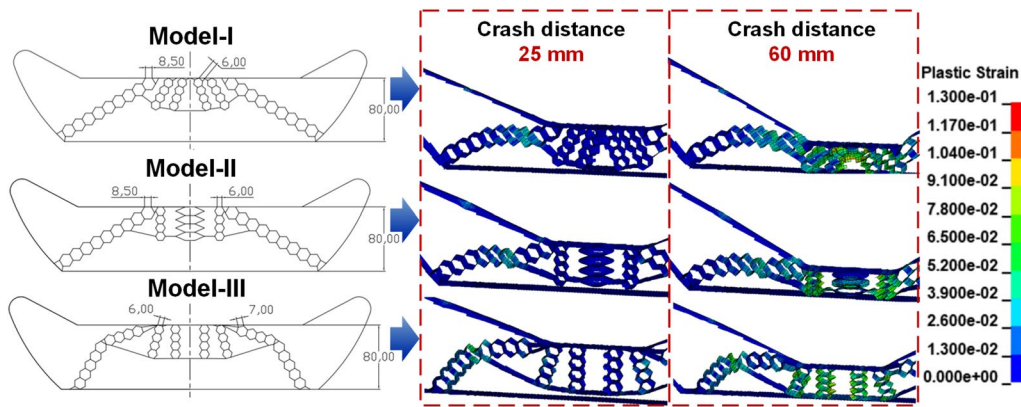 Model-I
8,50
6,00
80,00
Model-II
8,50
6,00
80,00
Model-III
6,00
7,00
80,00
Crash distance
25 mm
Crash distance
60 mm
Plastic Strain
1.300e-01
1.170e-01
1.040e-01
9.100e-02
7.800e-02
6.500e-02
5.200e-02
3.900e-02
2.600e-02
1.300e-02
0.000e+00